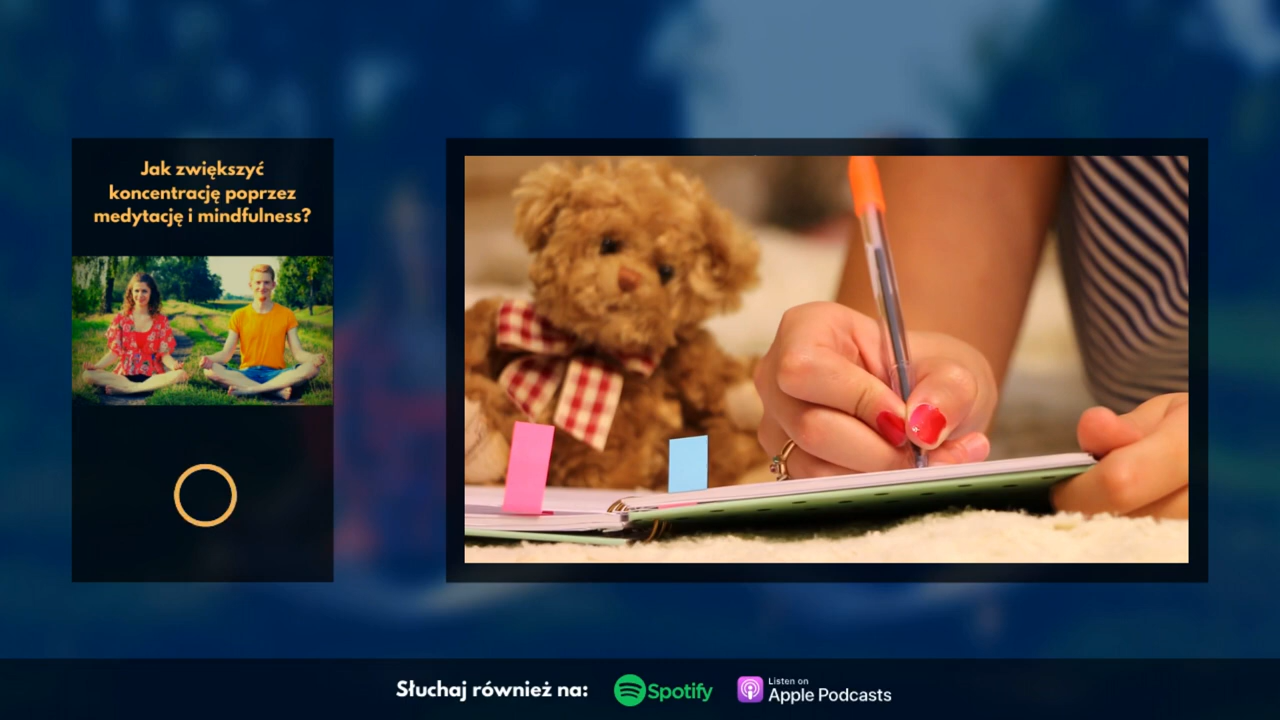 Jak zwiększyć
koncentrację poprzez
medytację i mindfulness?
Słuchaj również na:
Spotify
Listen on
Apple Podcasts